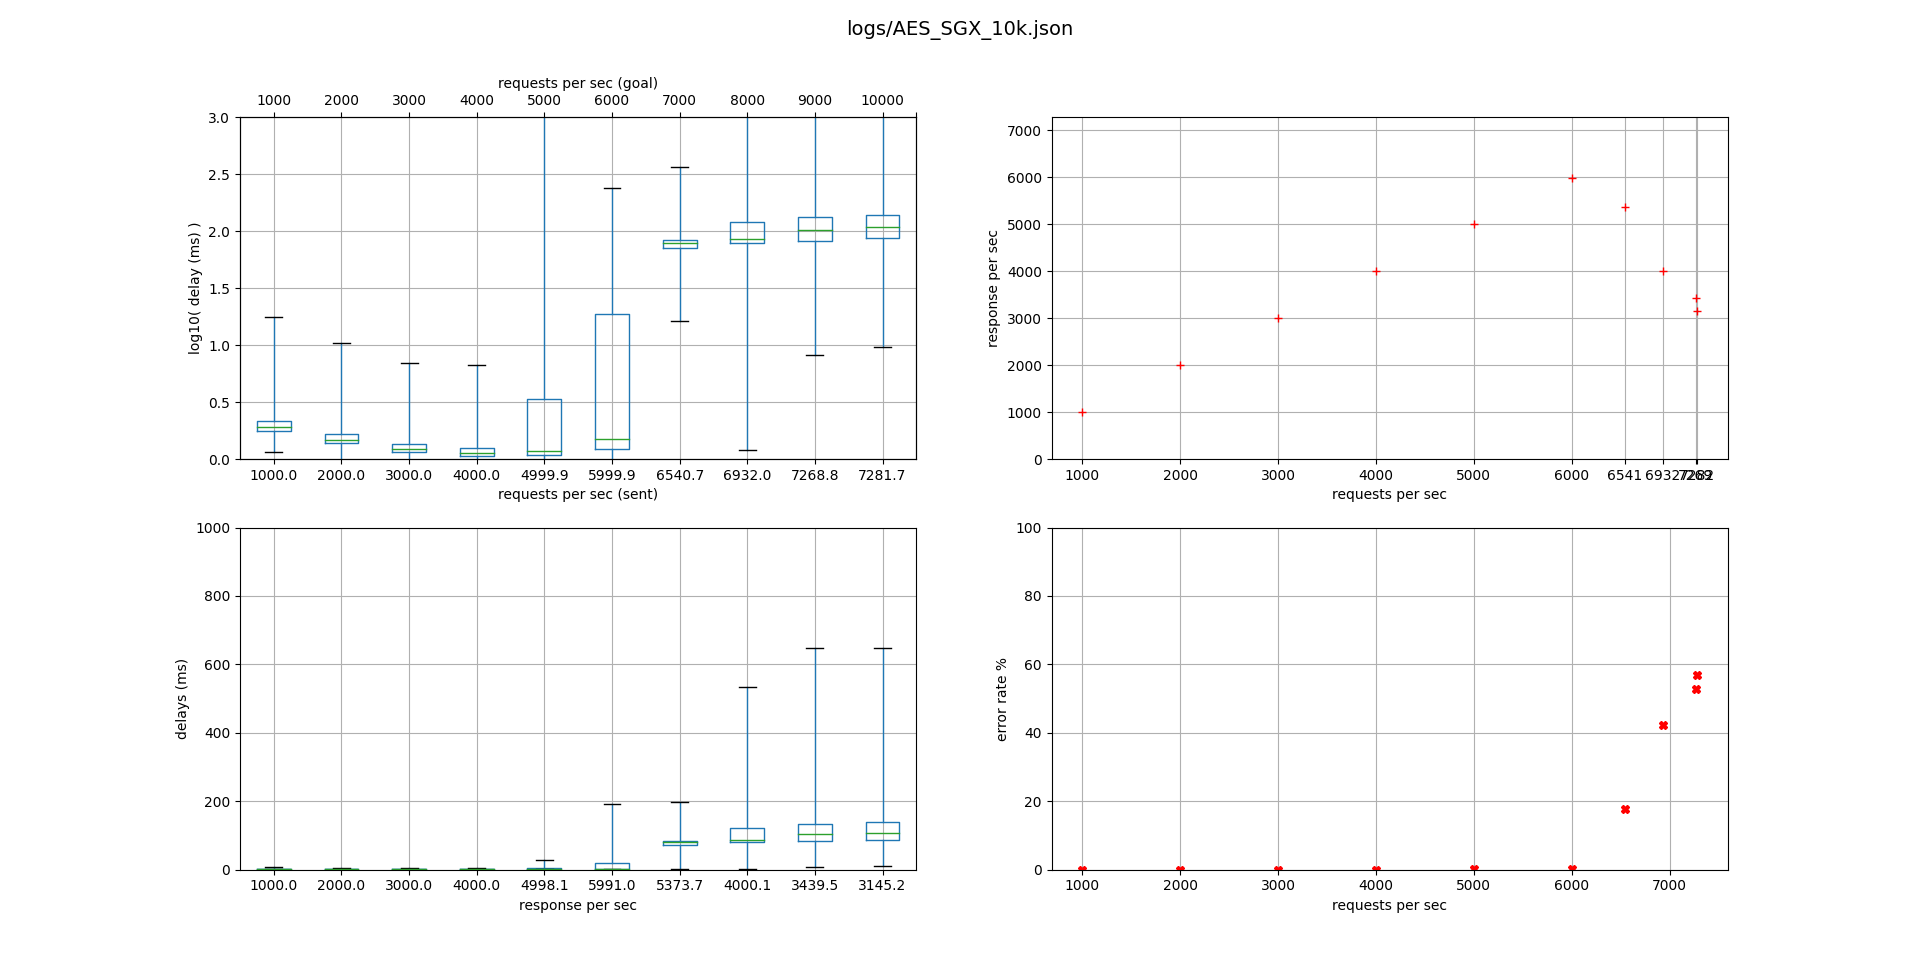 logs/AES_SGX_10k.json
requests per sec (goal)
1000 2000 3000 4000 5000 6000 7000 8000 9000 10000
3.0
2.5
2.0
1.5
1.0
0.5
0.0
log10( delay (ms) )
1000.0 2000.0 3000.0 4000.0 4999.9 5999.9 6540.7 6932.0 7268.8 7281.7
requests per sec (sent)
7000
6000
5000
4000
3000
2000
1000
0
response per sec
1000 2000 3000 4000 5000 6000 6541 6932
requests per sec
1000
800
600
400
200
0
delays (ms)
1000.0 2000.0 3000.0 4000.0 4998.1 5991.0 5373.7 4000.1 3439.5 3145.2
response per sec
100
80
60
40
20
0
error rate %
1000 2000 3000 4000 5000 6000 7000
requests per sec